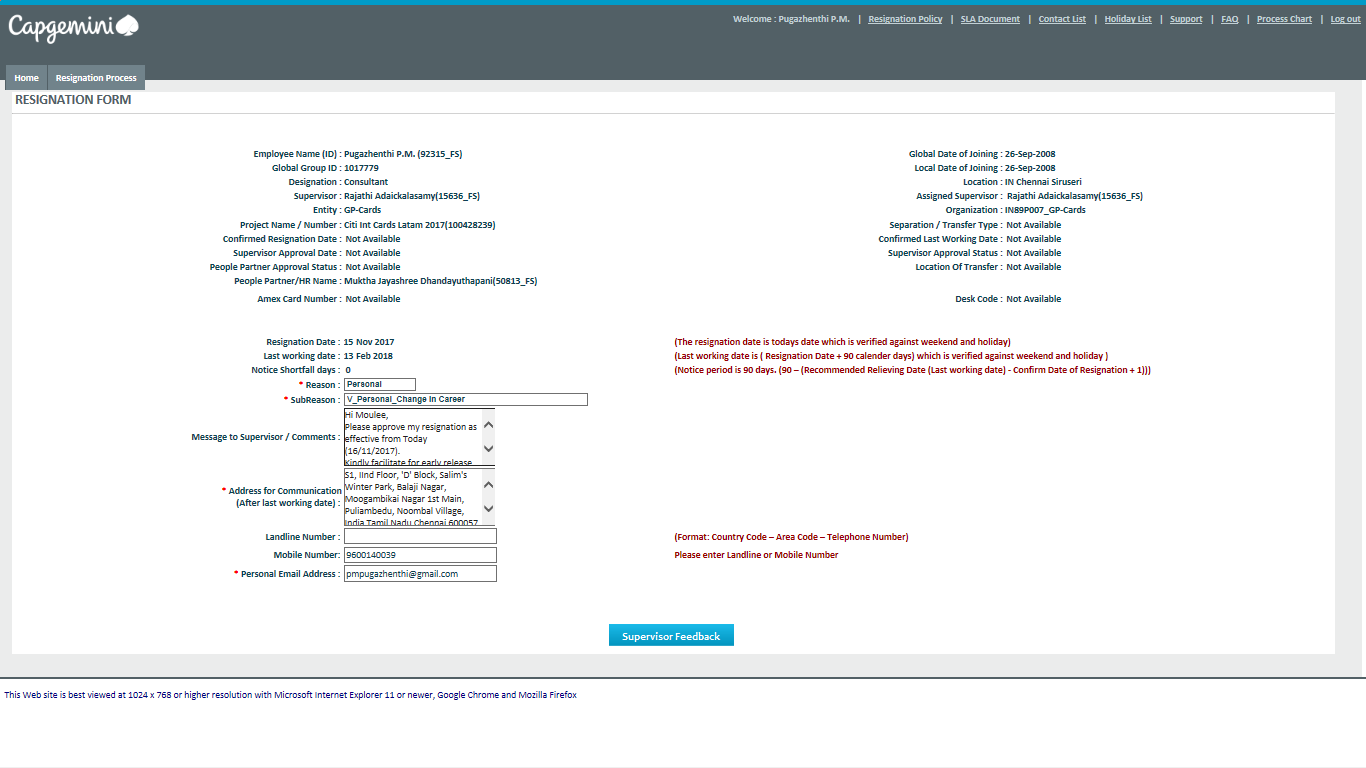 Capgemini
Welcome : Pugazhenthi P.M. | Resignation Policy | SLA Document | Contact List | Holiday List | Support | FAQ | Process Chart | Log out
Home Resignation Process
RESIGNATION FORM
Employee Name (ID) : Pugazhenthi P.M. (92315_FS) Global Date of Joining : 26-Sep-2008
Global Group ID : 1017779 Local Date of Joining : 26-Sep-2008
Designation : Consultant Location : IN Chennai Siruseri
Supervisor : Rajathi Adaickalasamy(15636_FS) Assigned Supervisor : Rajathi Adaickalasamy(15636_FS)
Entity : GP-Cards Organization : IN89P007_GP-Cards
Project Name / Number : Citi Int Cards Latam 2017(100428239) Separation / Transfer Type : Not Available
Confirmed Resignation Date : Not Available Confirmed Last Working Date : Not Available
Supervisor Approval Date : Not Available Supervisor Approval Status : Not Available
People Partner Approval Status : Not Available Location Of Transfer : Not Available
People Partner/HR Name : Muktha Jayashree Dhandayuthapani(50813_FS)
Amex Card Number : Not Available Desk Code : Not Available
Resignation Date : 15 Nov 2017 (The resignation date is todays date which is verified against weekend and holiday)
Last working date : 13 Feb 2018 (Last working date is ( Resignation Date + 90 calender days) which is verified against weekend and holiday )
Notice Shortfall days : 0 (Notice period is 90 days. (90 – (Recommended Relieving Date (Last working date) - Confirm Date of Resignation + 1)))
* Reason : Personal
* SubReason : V_Personal_Change In Career
Message to Supervisor / Comments :
Hi Moulee,
Please approve my resignation as
effective from Today
(16/11/2017).
Kindly facilitate for early release
* Address for Communication
(After last working date) :
S1, IInd Floor, 'D' Block, Salim's
Winter Park, Balaji Nagar,
Moogambikai Nagar 1st Main,
Puliambedu, Noombal Village,
India Tamil Nadu Chennai 600057
Landline Number : (Format: Country Code – Area Code – Telephone Number)
Mobile Number: 9600140039 Please enter Landline or Mobile Number
* Personal Email Address : pmpugazhenthi@gmail.com
Supervisor Feedback
This Web site is best viewed at 1024 x 768 or higher resolution with Microsoft Internet Explorer 11 or newer, Google Chrome and Mozilla Firefox